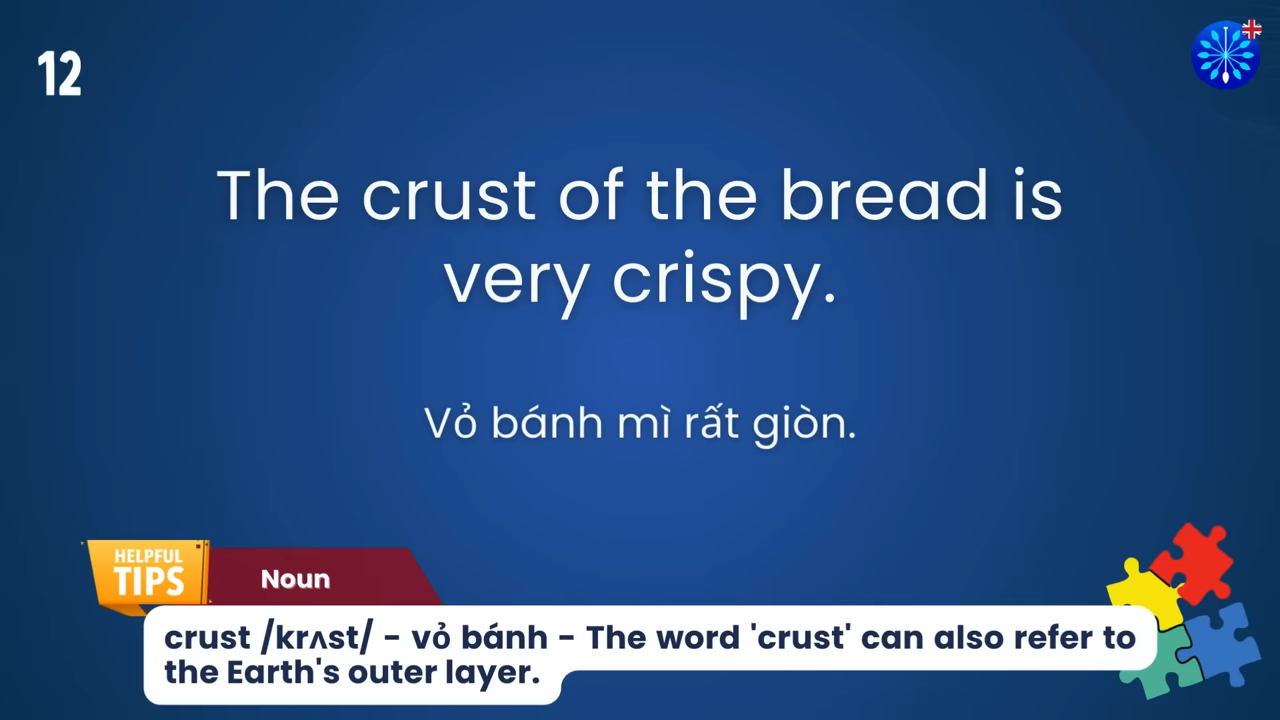 12
The crust of the bread is
very crispy.
Vỏ bánh mì rất giòn.
HELPFUL
TIPS
Noun
crust /krʌst/ - vỏ bánh - The word 'crust' can also refer to
the Earth's outer layer.